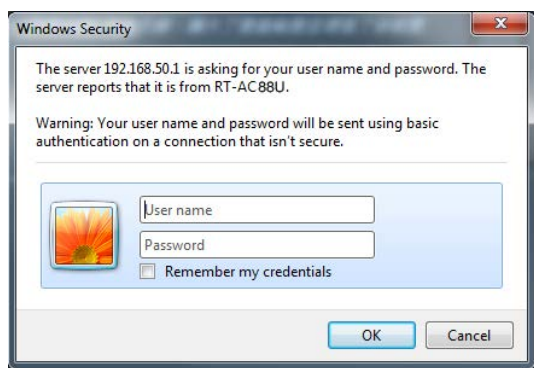 Windows Security
The server 192.168.50.1 is asking for your user name and password. The
server reports that it is from RT-AC88U.
Warning: Your user name and password will be sent using basic
authentication on a connection that isn't secure.
User name
Password
Remember my credentials
OK
Cancel